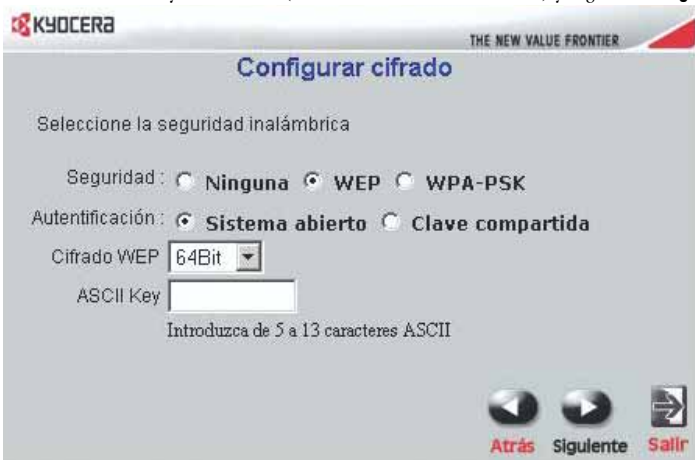 KYOCERA
THE NEW VALUE FRONTIER
Configurar cifrado
Seleccione la seguridad inalámbrica
Seguridad : Ninguna WEP WPA-PSK
Autentificación : Sistema abierto Clave compartida
Cifrado WEP 64Bit
ASCII Key
Introduzca de 5 a 13 caracteres ASCII
Atrás Siguiente Salir